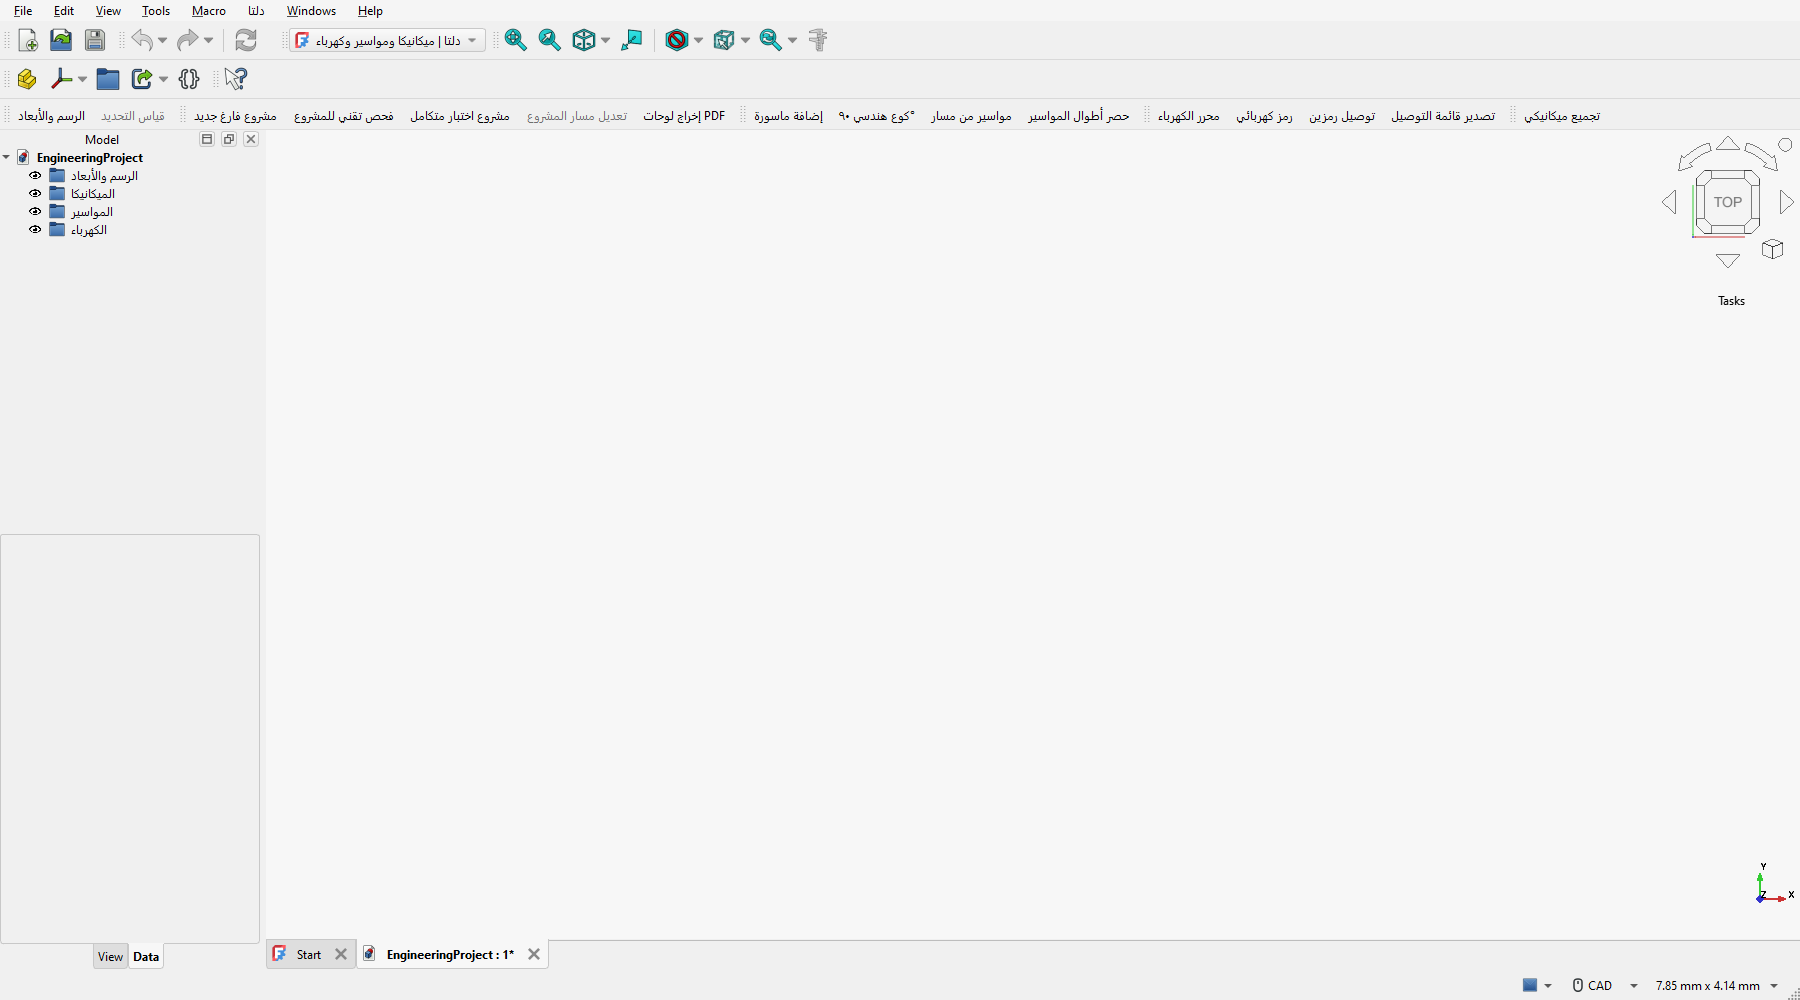 File Edit View Tools Macro دلتا Windows Help
دلتا | ميكانيكا ومواسير وكهرباء
الرسم والأبعاد قياس التحديد مشروع فارغ جديد فحص تقني للمشروع مشروع اختبار متكامل تعديل مسار المشروع إخراج لوحات PDF إضافة ماسورة كوع هندسي ٩٠° مواسير من مسار حصر أطوال المواسير محرر الكهرباء رمز كهربائي توصيل رمزين تصدير قائمة التوصيل تجميع ميكانيكي
Model
EngineeringProject
الرسم والأبعاد
الميكانيكا
المواسير
الكهرباء
TOP
Tasks
Y
Z X
View Data
Start EngineeringProject : 1*
CAD 7.85 mm x 4.14 mm